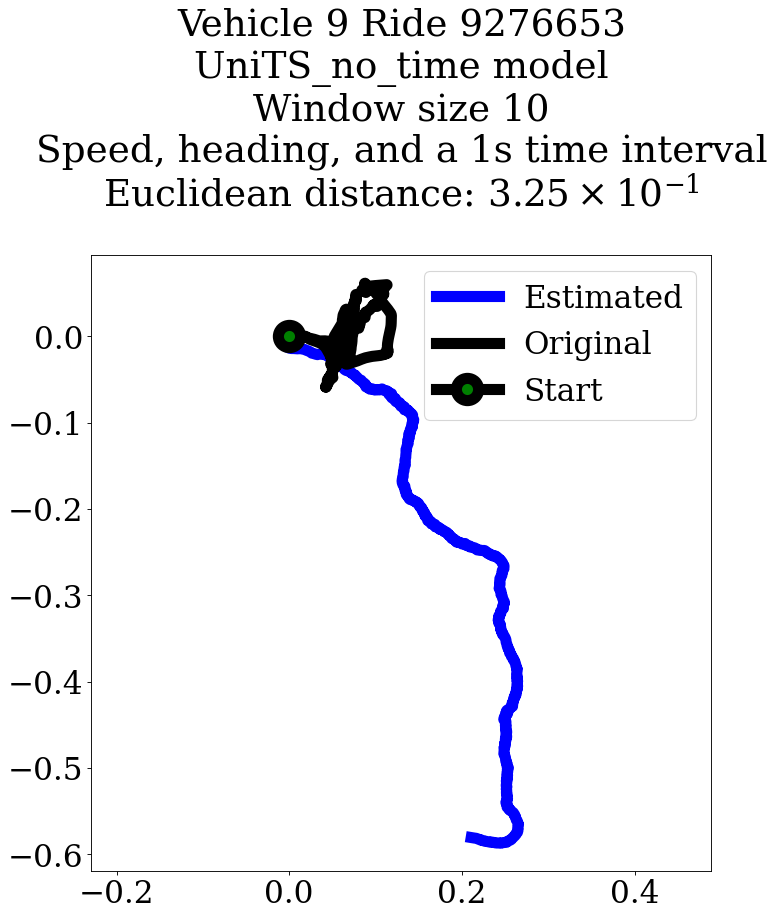 Vehicle 9 Ride 9276653
UniTS_no_time model
Window size 10
Speed, heading, and a 1s time interval
Euclidean distance: 3.25 × 10⁻¹
Estimated
Original
Start
0.0
−0.1
−0.2
−0.3
−0.4
−0.5
−0.6
−0.2 0.0 0.2 0.4